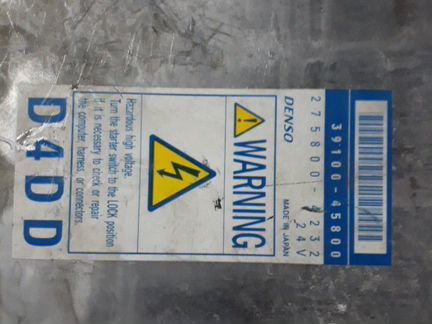 39100-45800
275800-4232
24V
DENSO MADE IN JAPAN
WARNING
Hazardous high voltage.
Turn the starter switch to the LOCK position
if it is necessary to check or repair
the computer, harness, or connectors.
D4DD